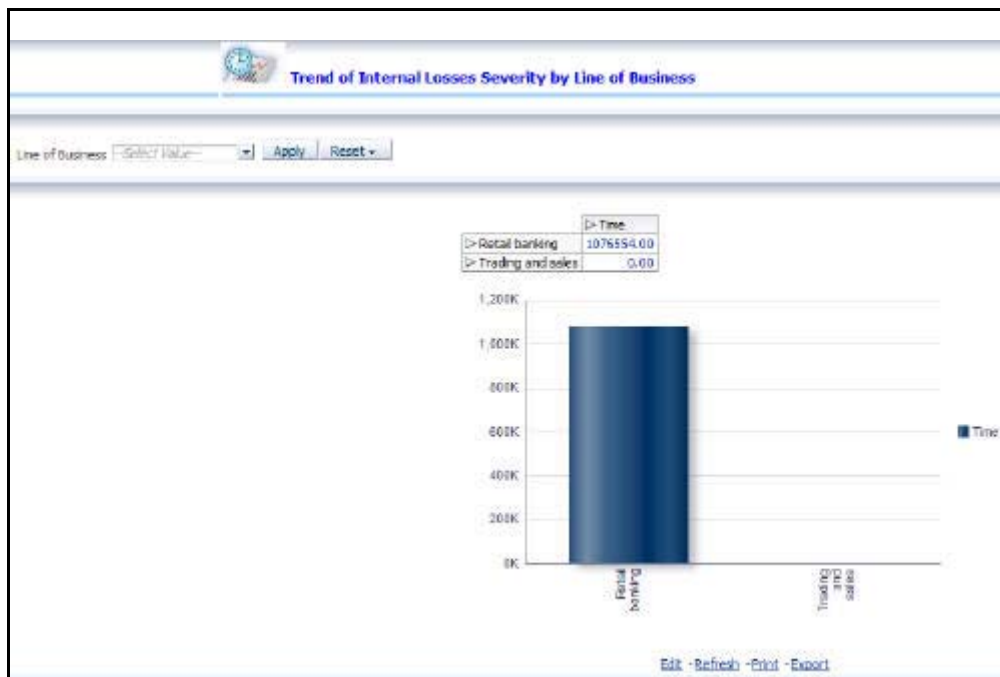 Trend of Internal Losses Severity by Line of Business
Line of Business --Select Value-- Apply Reset
Time
Retail banking 1076554.00
Trading and sales 0.00
1,200K
1,000K
800K
600K
400K
200K
0K
Time
Retail
banking
Trading
and
sales
Edit - Refresh - Print - Export